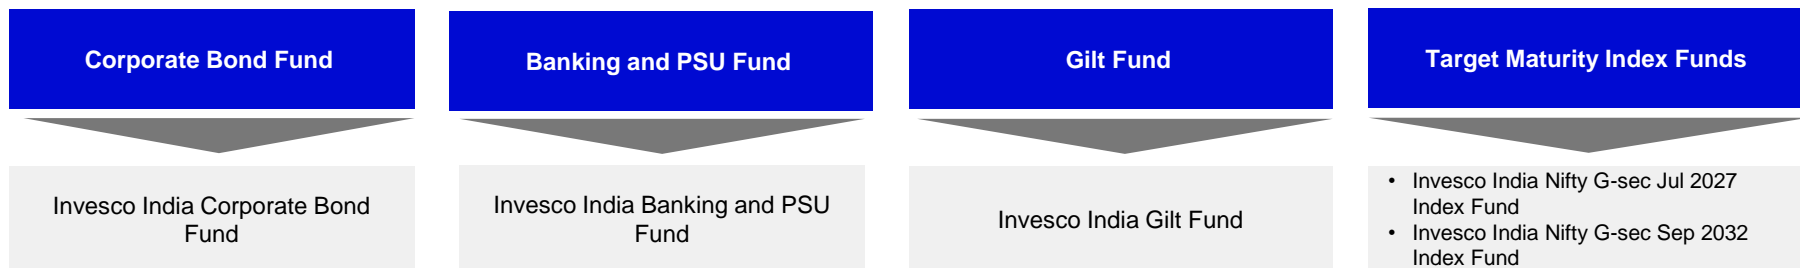 Corporate Bond Fund
Banking and PSU Fund
Gilt Fund
Target Maturity Index Funds
Invesco India Corporate Bond
Fund
Invesco India Banking and PSU
Fund
Invesco India Gilt Fund
• Invesco India Nifty G-sec Jul 2027
Index Fund
• Invesco India Nifty G-sec Sep 2032
Index Fund